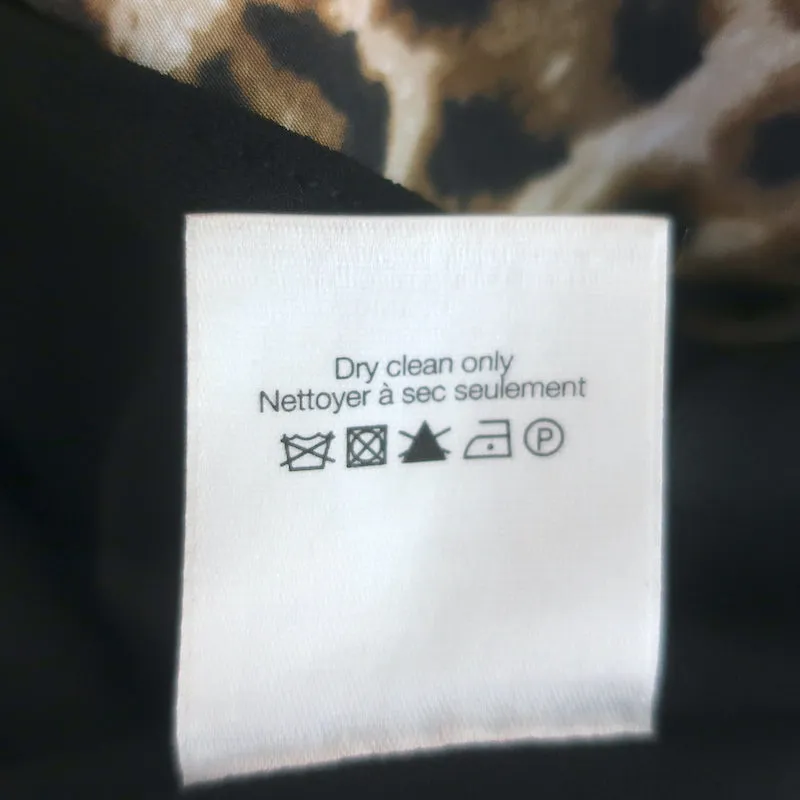 Dry clean only
Nettoyer à sec seulement
P